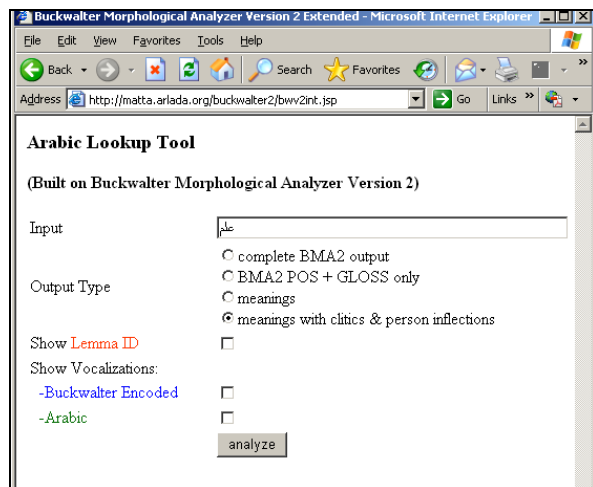 Buckwalter Morphological Analyzer Version 2 Extended - Microsoft Internet Explorer
File Edit View Favorites Tools Help
Back Search Favorites
Address http://matta.arlada.org/buckwalter2/bwv2int.jsp Go Links »
Arabic Lookup Tool
(Built on Buckwalter Morphological Analyzer Version 2)
Input علم
Output Type
complete BMA2 output
BMA2 POS + GLOSS only
meanings
meanings with clitics & person inflections
Show Lemma ID
Show Vocalizations:
-Buckwalter Encoded
-Arabic
analyze